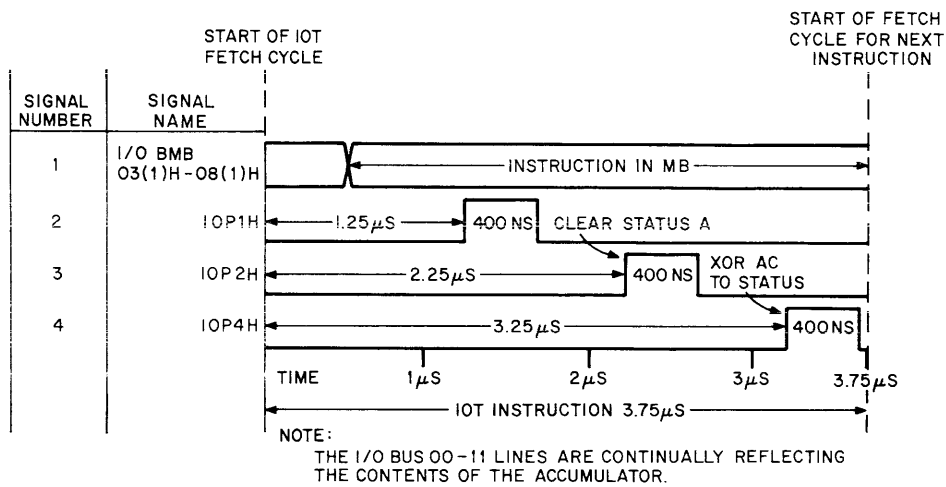 START OF IOT
FETCH CYCLE
START OF FETCH
CYCLE FOR NEXT
INSTRUCTION
SIGNAL
NUMBER
SIGNAL
NAME
1
I/O BMB
03(1)H-08(1)H
INSTRUCTION IN MB
2
IOP1H
1.25μS
400 NS
CLEAR STATUS A
3
IOP2H
2.25μS
400 NS
XOR AC
TO STATUS
4
IOP4H
3.25μS
400NS
TIME
1μS
2μS
3μS
3.75μS
IOT INSTRUCTION 3.75μS
NOTE:
THE I/O BUS 00-11 LINES ARE CONTINUALLY REFLECTING
THE CONTENTS OF THE ACCUMULATOR.